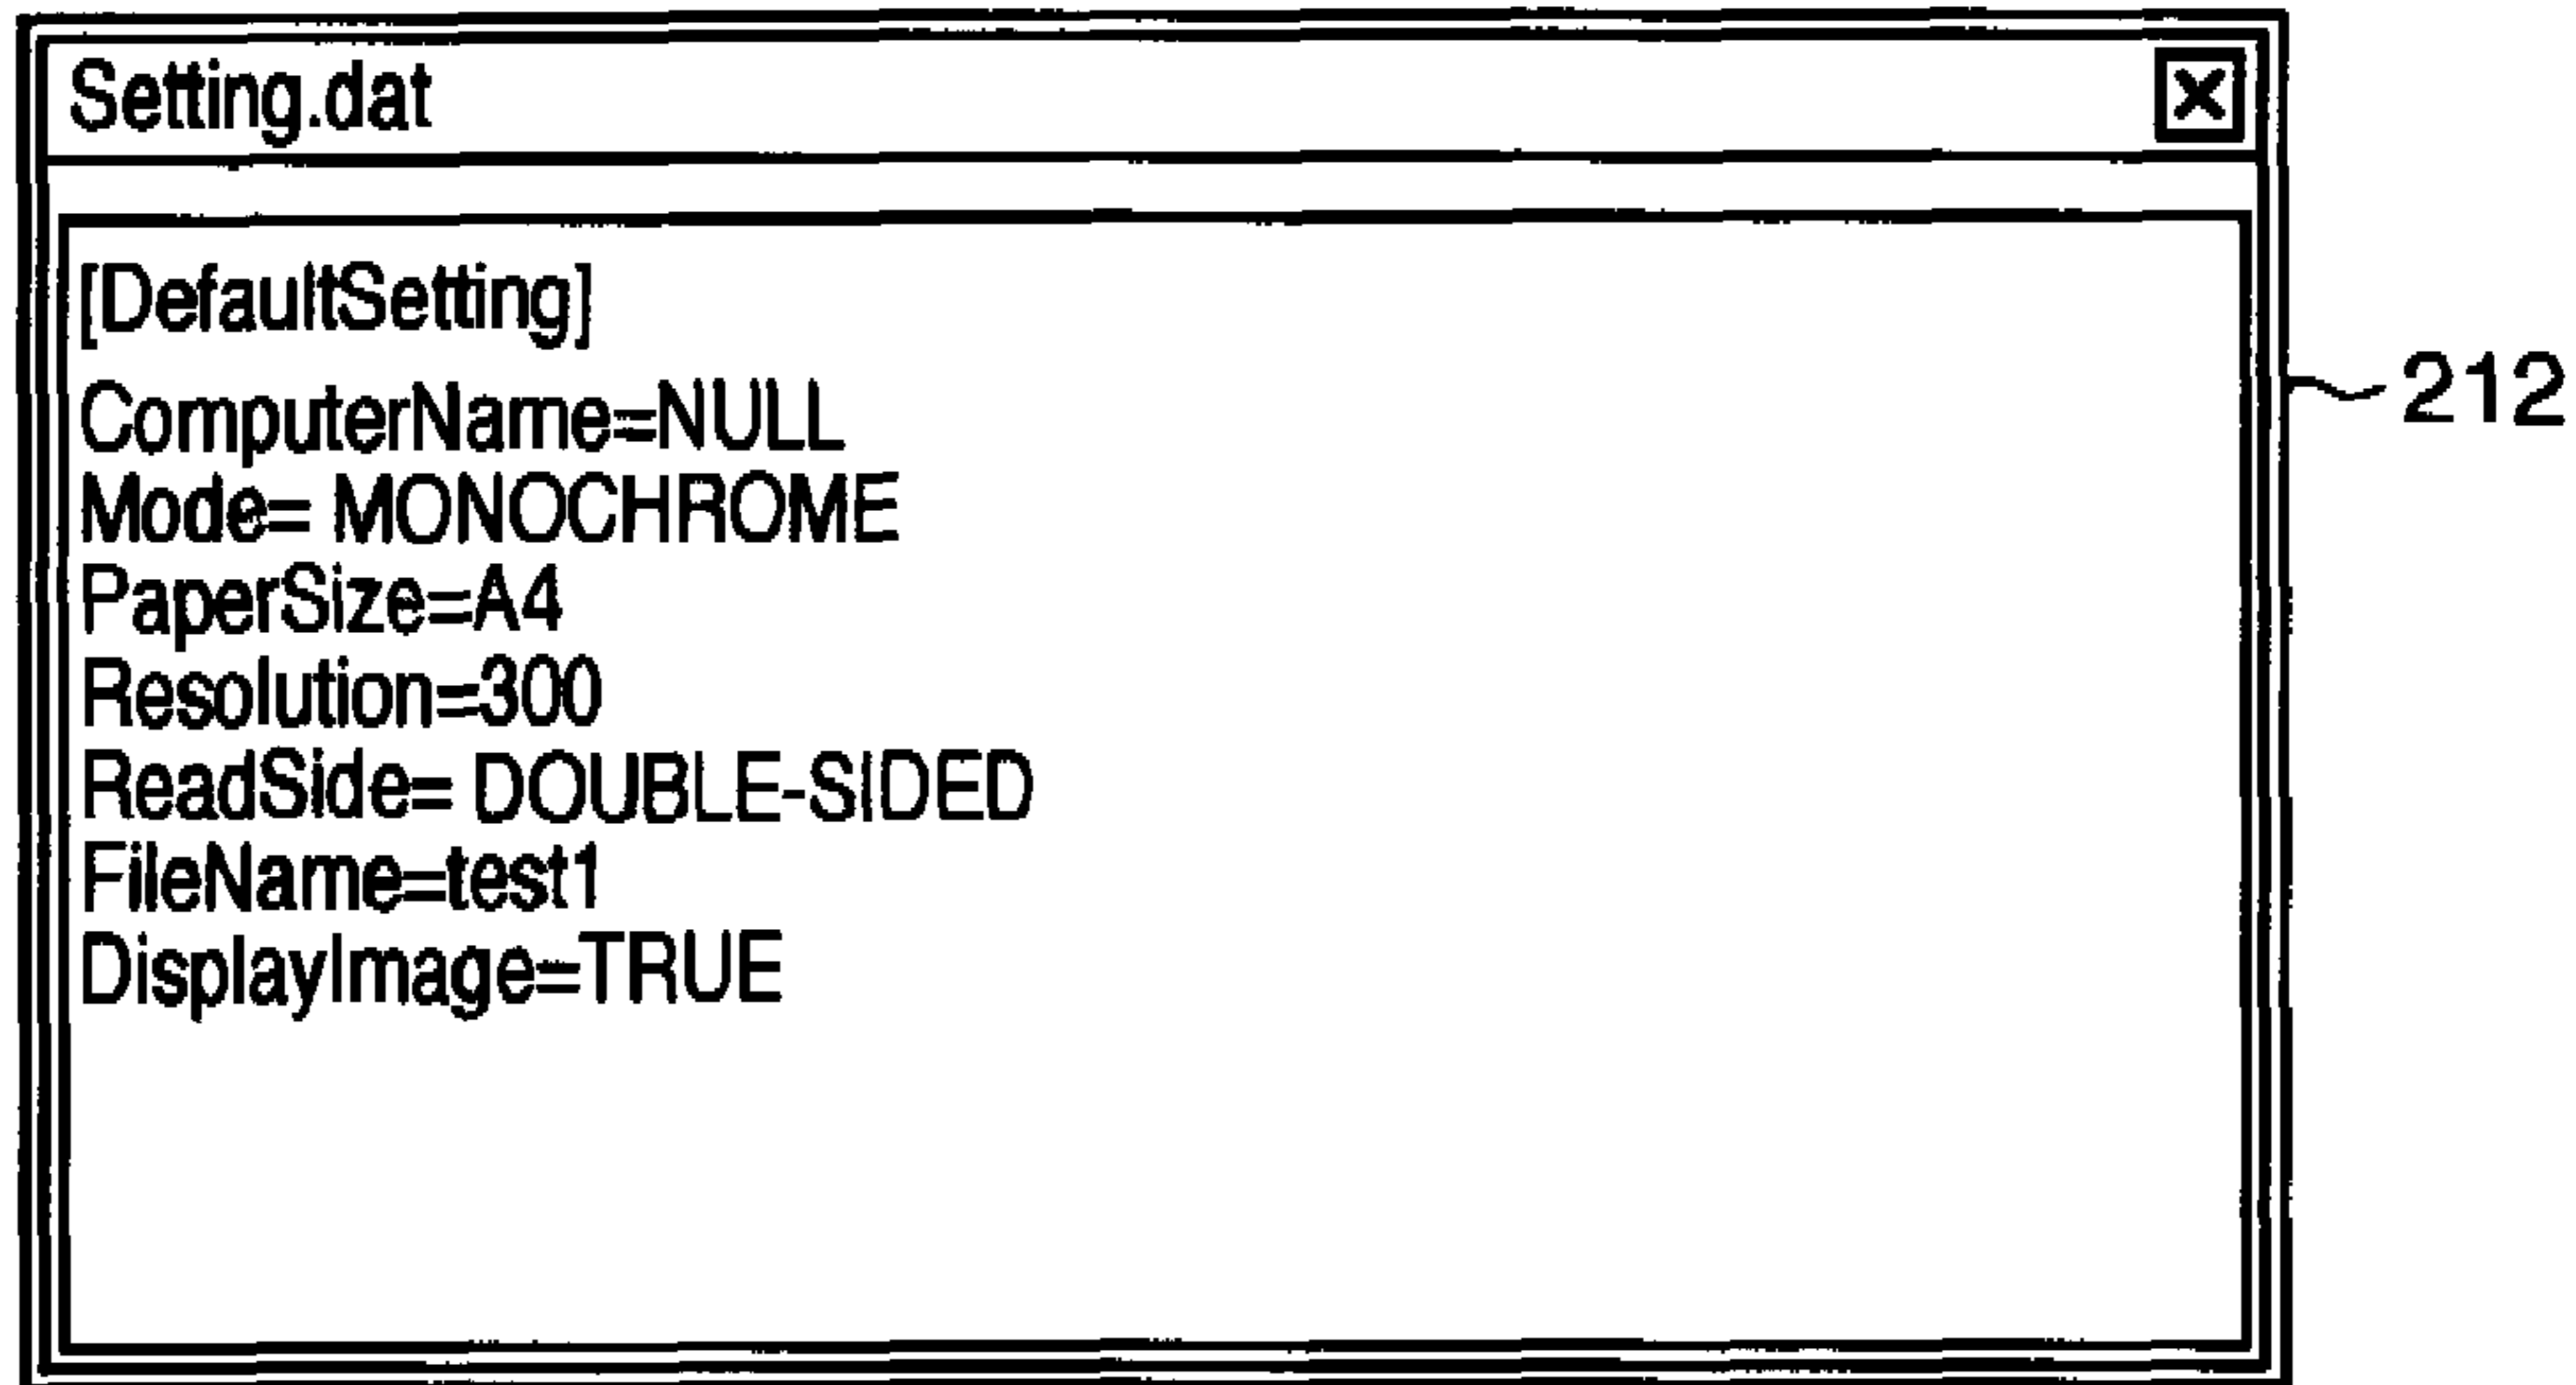 Setting.dat
[DefaultSetting]
ComputerName=NULL
Mode= MONOCHROME
PaperSize=A4
Resolution=300
ReadSide= DOUBLE-SIDED
FileName=test1
DisplayImage=TRUE
212